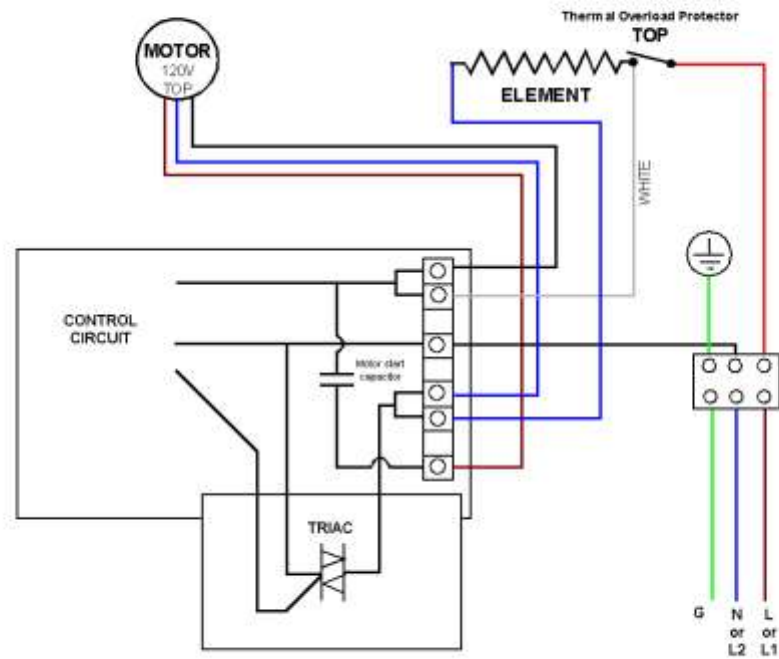 Thermal Overload Protector
TOP
MOTOR
120V
TOP
ELEMENT
WHITE
CONTROL
CIRCUIT
Motor start
capacitor
TRIAC
G
N
or
L2
L
or
L1